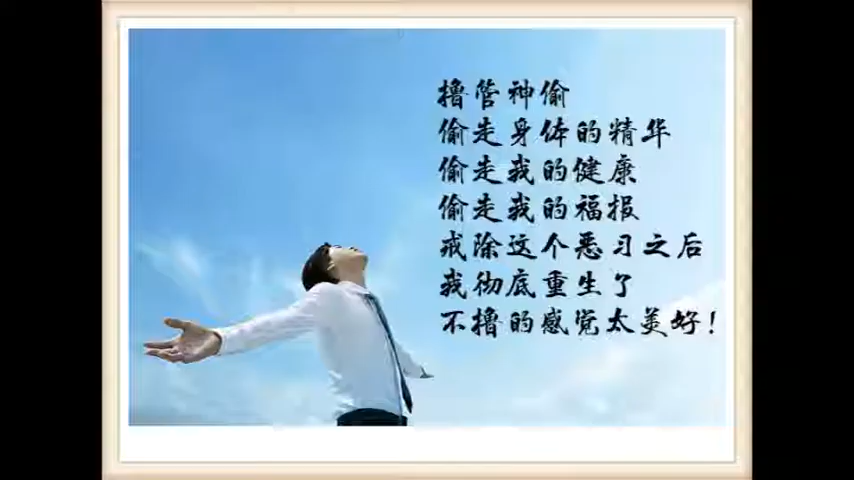 撸管神偷
偷走身体的精华
偷走我的健康
偷走我的福报
戒除这个恶习之后
我彻底重生了
不撸的感觉太美好!